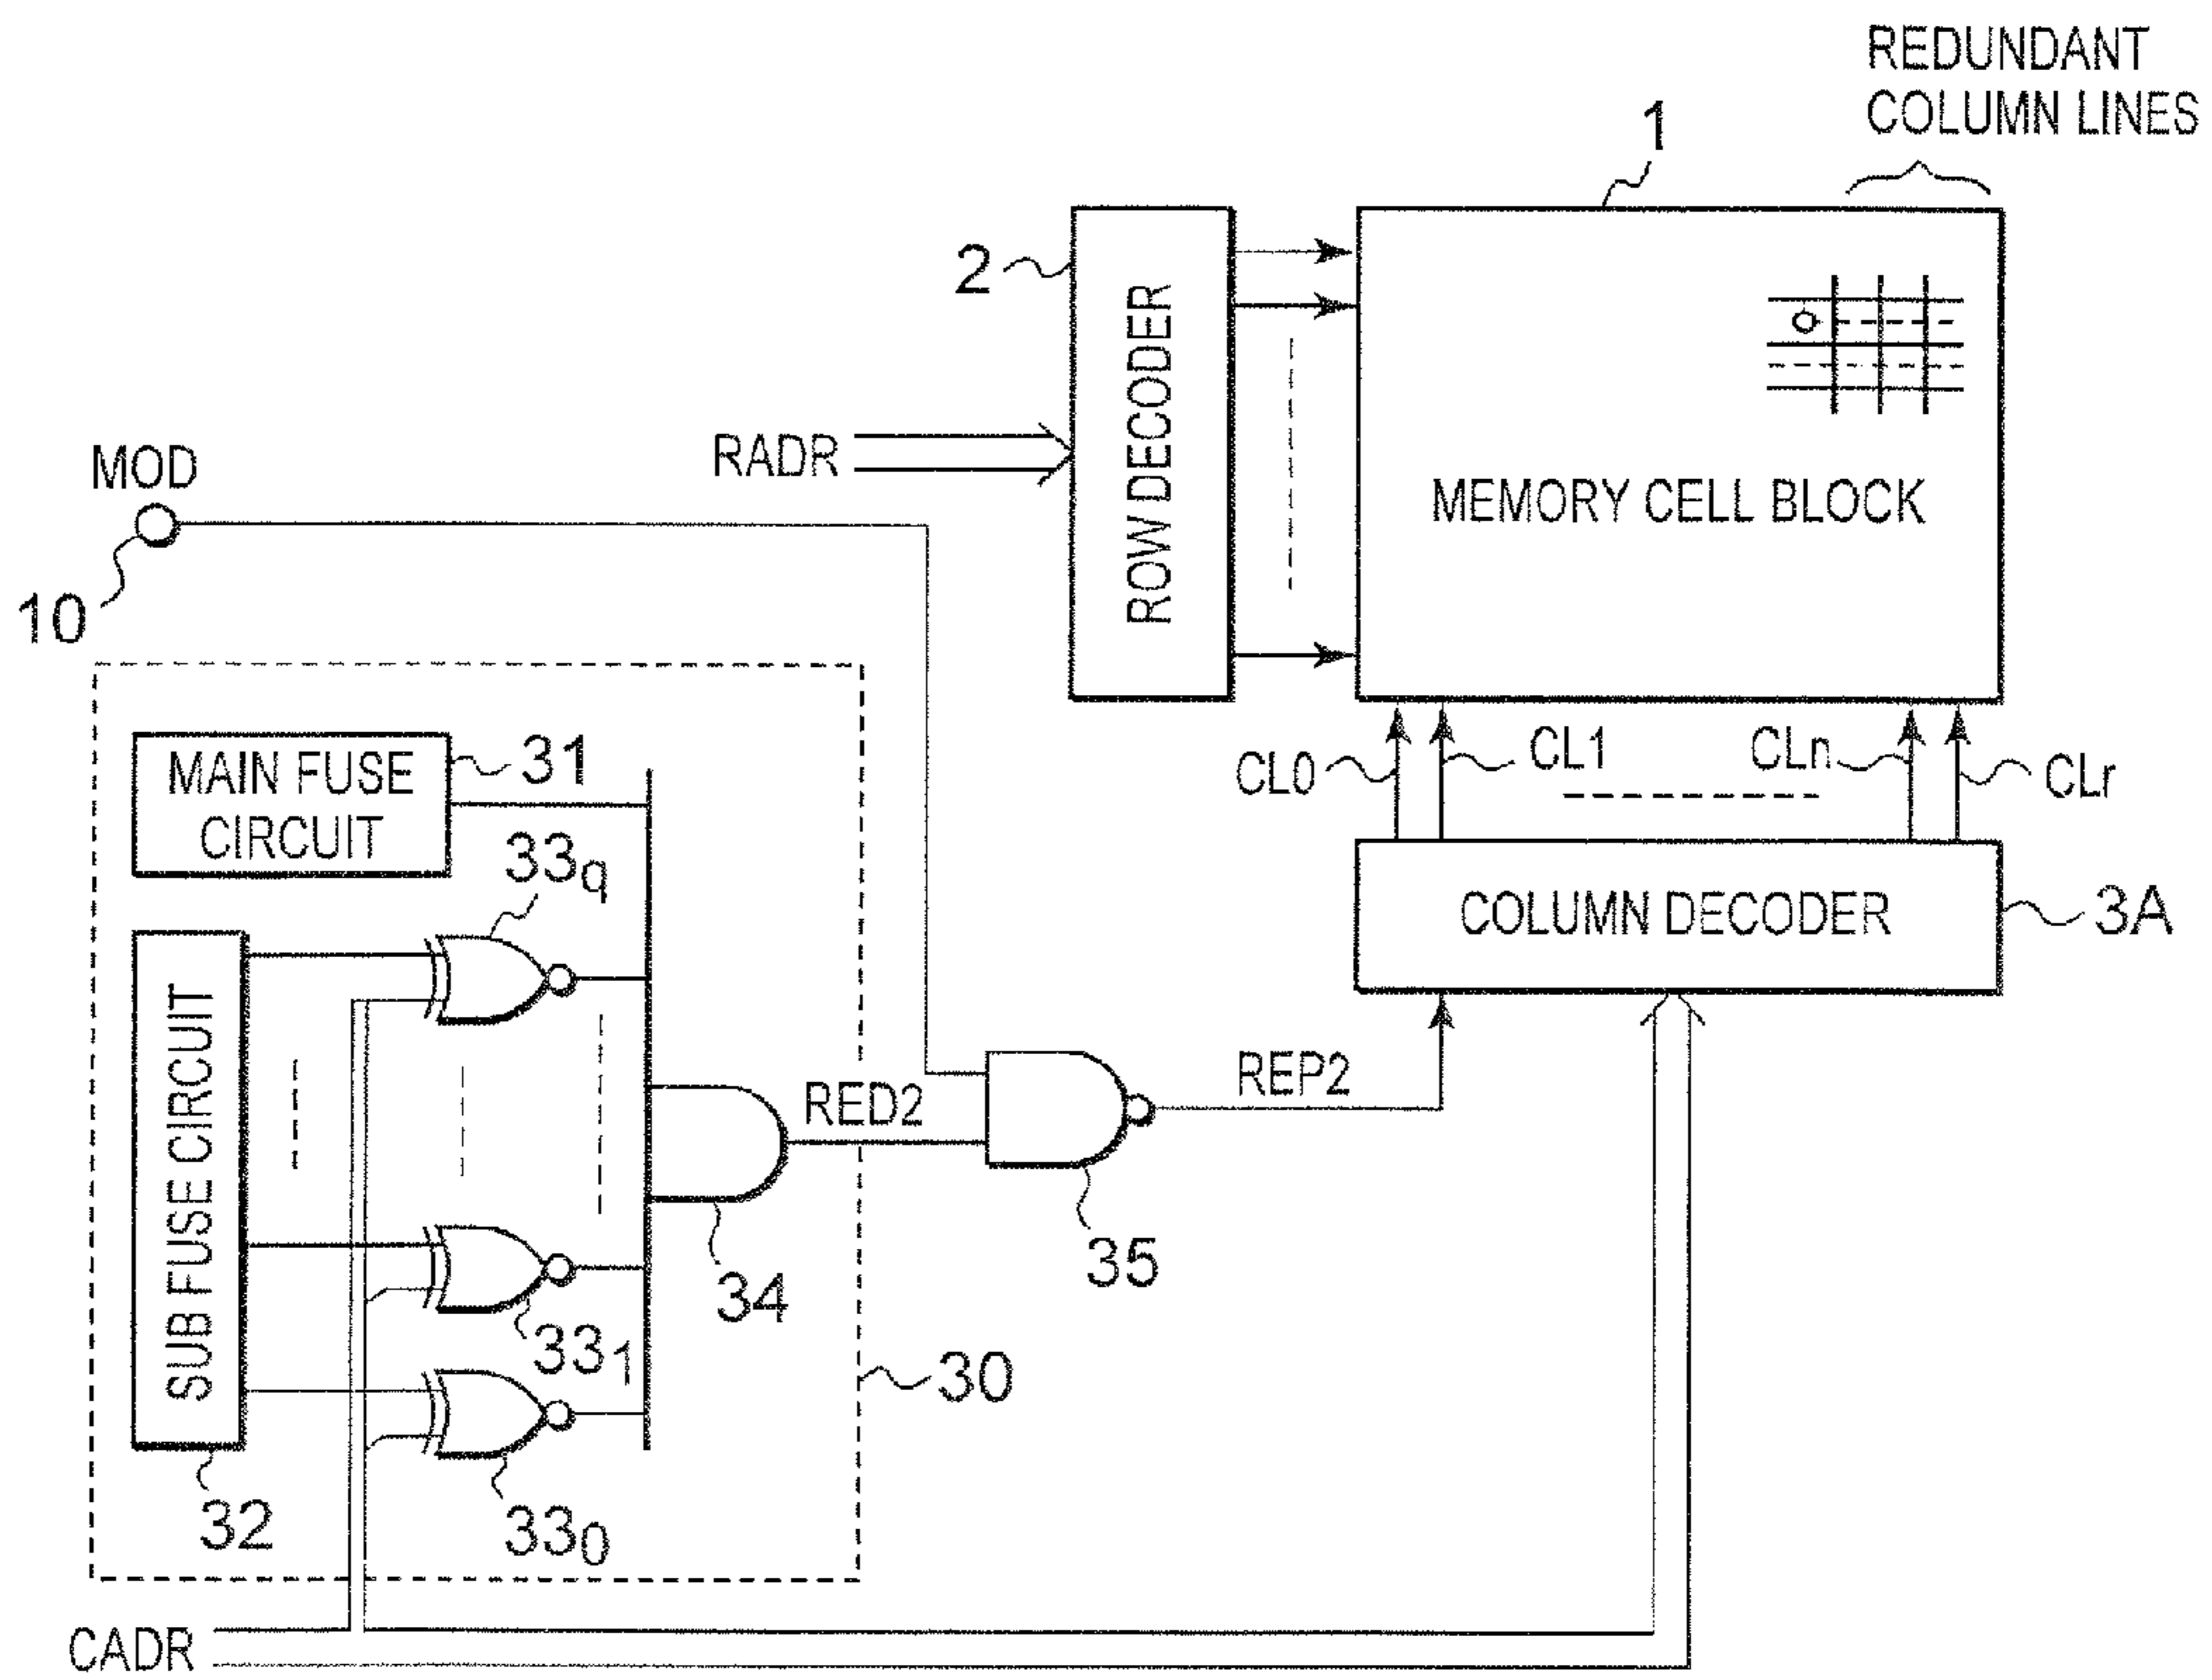 REDUNDANT
COLUMN LINES
1
2
ROW DECODER
RADR
MEMORY CELL BLOCK
MOD
10
MAIN FUSE
CIRCUIT
31
33q
CL0
CL1
CLn
CLr
COLUMN DECODER
3A
SUB FUSE CIRCUIT
RED2
REP2
34
35
331
30
32
330
CADR